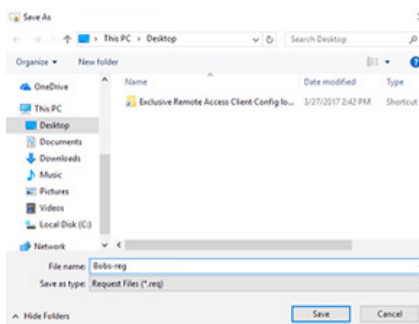 Save As
This PC › Desktop
Search Desktop
Organize
New folder
Name
Date modified
Type
OneDrive
Exclusive Remote Access Client Config lo...
3/27/2017 2:42 PM
Shortcut
This PC
Desktop
Documents
Downloads
Music
Pictures
Videos
Local Disk (C:)
Network
File name: Bobs-reg
Save as type: Request Files (*.req)
Hide Folders
Save
Cancel